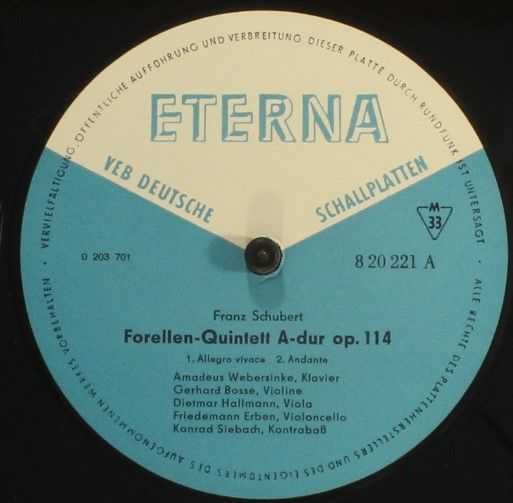 VERVIELFÄLTIGUNG ÖFFENTLICHE AUFFÜHRUNG UND VERBREITUNG DIESER PLATTE DURCH RUNDFUNK IST UNTERSAGT • ALLE RECHTE DES PLATTENHERSTELLERS UND DES EIGENTÜMERS DES AUFGENOMMENEN WERKES VORBEHALTEN •
ETERNA
VEB DEUTSCHE SCHALLPLATTEN
M
33
0 203 701
8 20 221 A
Franz Schubert
Forellen-Quintett A-dur op. 114
1. Allegro vivace 2. Andante
Amadeus Webersinke, Klavier
Gerhard Bosse, Violine
Dietmar Hallmann, Viola
Friedemann Erben, Violoncello
Konrad Siebach, Kontrabaß